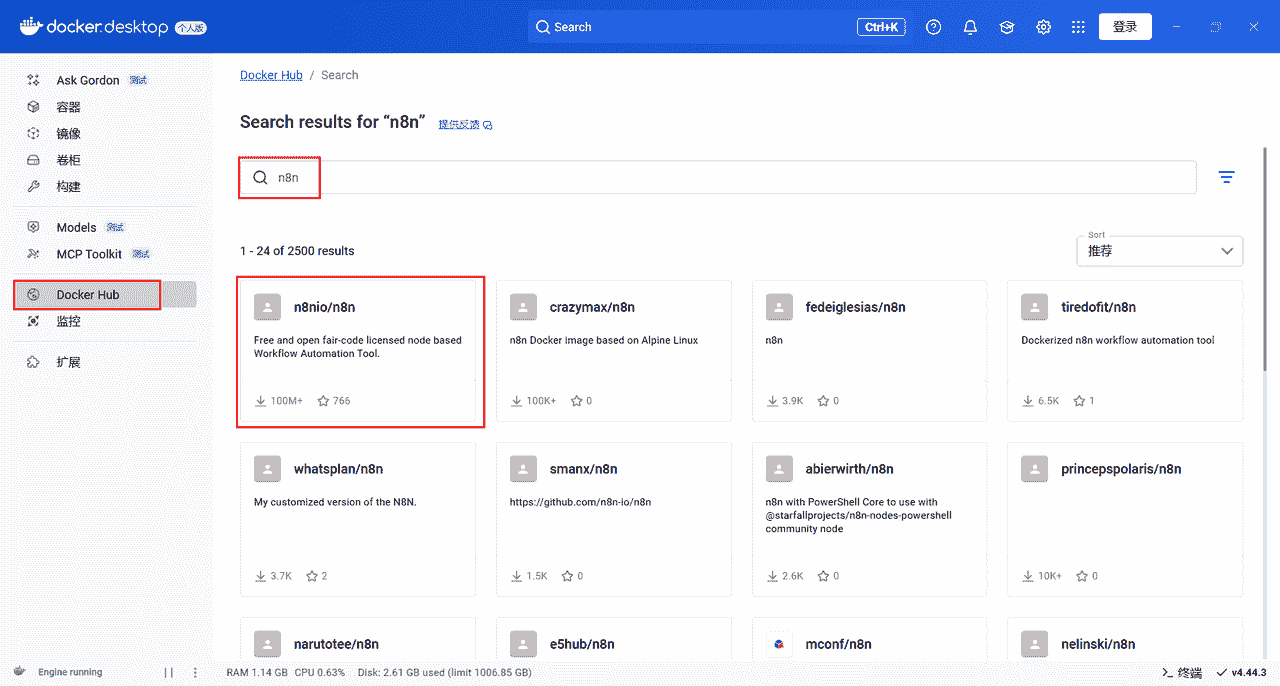 docker.desktop 个人版
Search
Ctrl+K
登录
Ask Gordon 测试
容器
镜像
卷柜
构建
Models 测试
MCP Toolkit 测试
Docker Hub
监控
扩展
Docker Hub / Search
Search results for “n8n” 提供反馈
n8n
1 - 24 of 2500 results
Sort
推荐
n8nio/n8n
Free and open fair-code licensed node based
Workflow Automation Tool.
100M+ 766
crazymax/n8n
n8n Docker image based on Alpine Linux
100K+ 0
fedeiglesias/n8n
n8n
3.9K 0
tiredofit/n8n
Dockerized n8n workflow automation tool
6.5K 1
whatsplan/n8n
My customized version of the N8N.
3.7K 2
smanx/n8n
https://github.com/n8n-io/n8n
1.5K 0
abierwirth/n8n
n8n with PowerShell Core to use with
@starfallprojects/n8n-nodes-powershell
community node
2.6K 0
princepspolaris/n8n
10K+ 0
narutotee/n8n
e5hub/n8n
mconf/n8n
nelinski/n8n
Engine running
RAM 1.14 GB CPU 0.63% Disk: 2.61 GB used (limit 1006.85 GB)
>_ 终端
v4.44.3